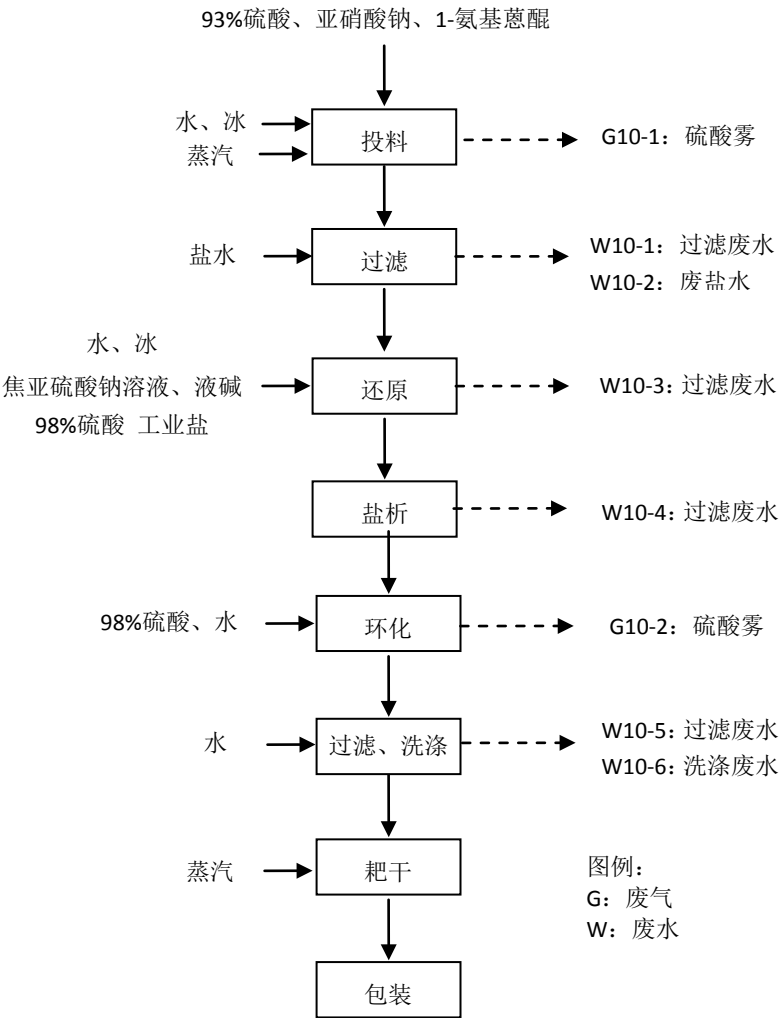 93%硫酸、亚硝酸钠、1-氨基蒽醌
水、冰
蒸汽
投料
G10-1：硫酸雾
盐水
过滤
W10-1：过滤废水
W10-2：废盐水
水、冰
焦亚硫酸钠溶液、液碱
98%硫酸 工业盐
还原
W10-3：过滤废水
盐析
W10-4：过滤废水
98%硫酸、水
环化
G10-2：硫酸雾
水
过滤、洗涤
W10-5：过滤废水
W10-6：洗涤废水
蒸汽
耙干
图例：
G：废气
W：废水
包装